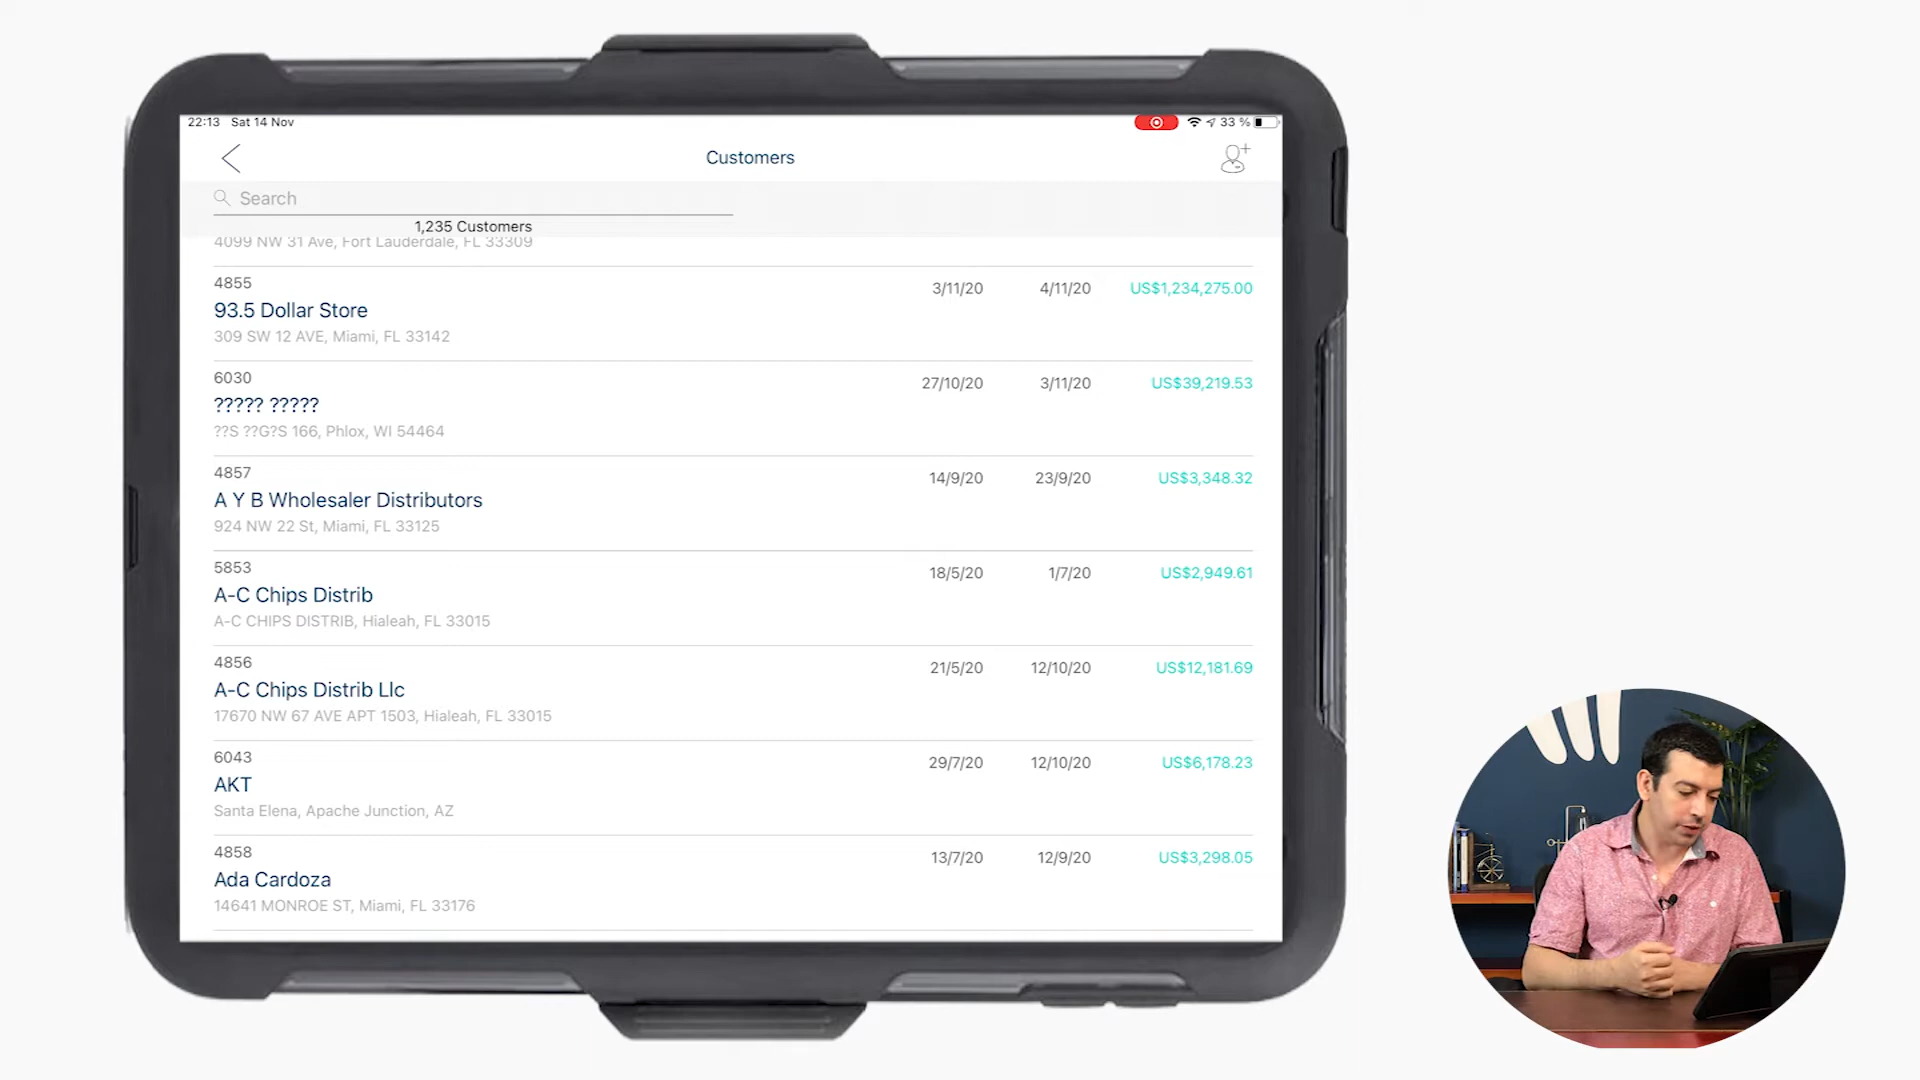 22:13 Sat 14 Nov 33 %
Customers
Search
1,235 Customers
4099 NW 31 Ave, Fort Lauderdale, FL 33309
4855
3/11/20 4/11/20 US$1,234,275.00
93.5 Dollar Store
309 SW 12 AVE, Miami, FL 33142
6030
27/10/20 3/11/20 US$39,219.53
????? ?????
??S ??G?S 166, Phlox, WI 54464
4857
14/9/20 23/9/20 US$3,348.32
A Y B Wholesaler Distributors
924 NW 22 St, Miami, FL 33125
5853
18/5/20 1/7/20 US$2,949.61
A-C Chips Distrib
A-C CHIPS DISTRIB, Hialeah, FL 33015
4856
21/5/20 12/10/20 US$12,181.69
A-C Chips Distrib Llc
17670 NW 67 AVE APT 1503, Hialeah, FL 33015
6043
29/7/20 12/10/20 US$6,178.23
AKT
Santa Elena, Apache Junction, AZ
4858
13/7/20 12/9/20 US$3,298.05
Ada Cardoza
14641 MONROE ST, Miami, FL 33176